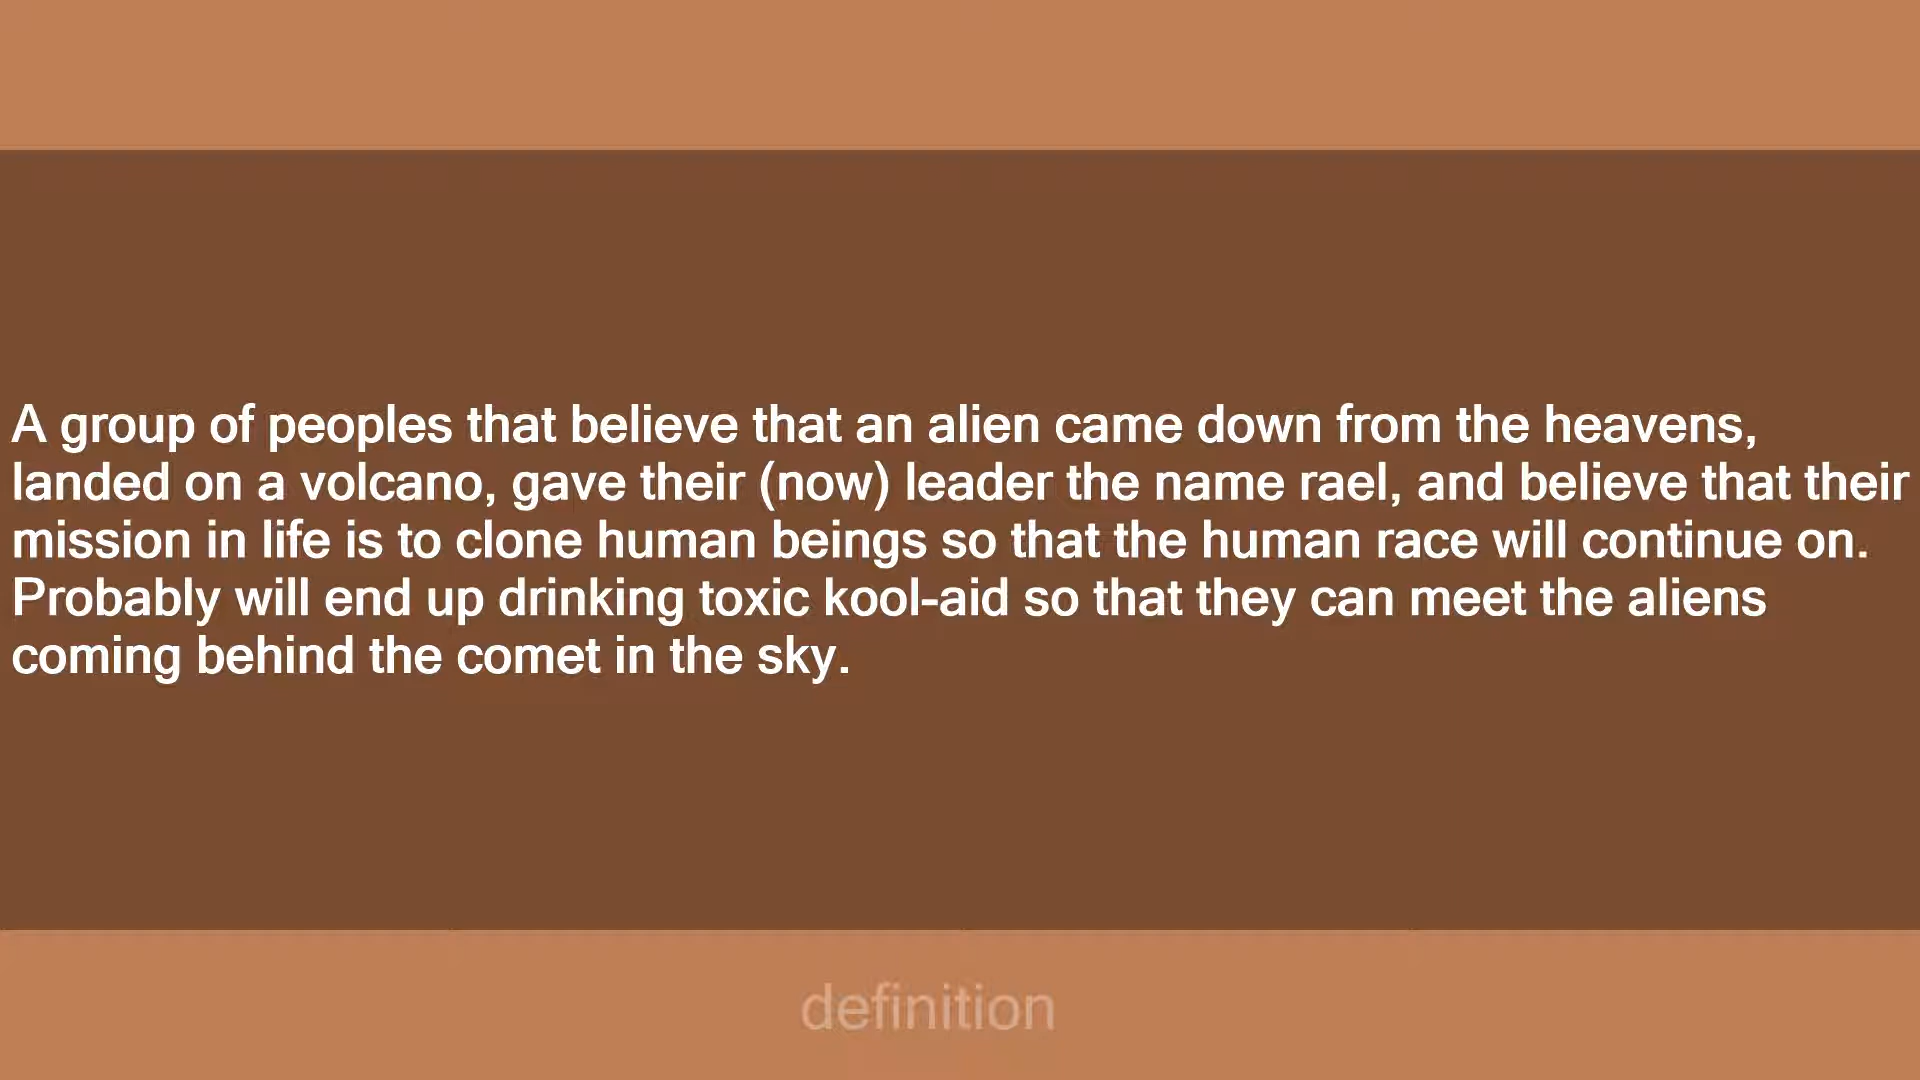 A group of peoples that believe that an alien came down from the heavens,
landed on a volcano, gave their (now) leader the name rael, and believe that their
mission in life is to clone human beings so that the human race will continue on.
Probably will end up drinking toxic kool-aid so that they can meet the aliens
coming behind the comet in the sky.
definition